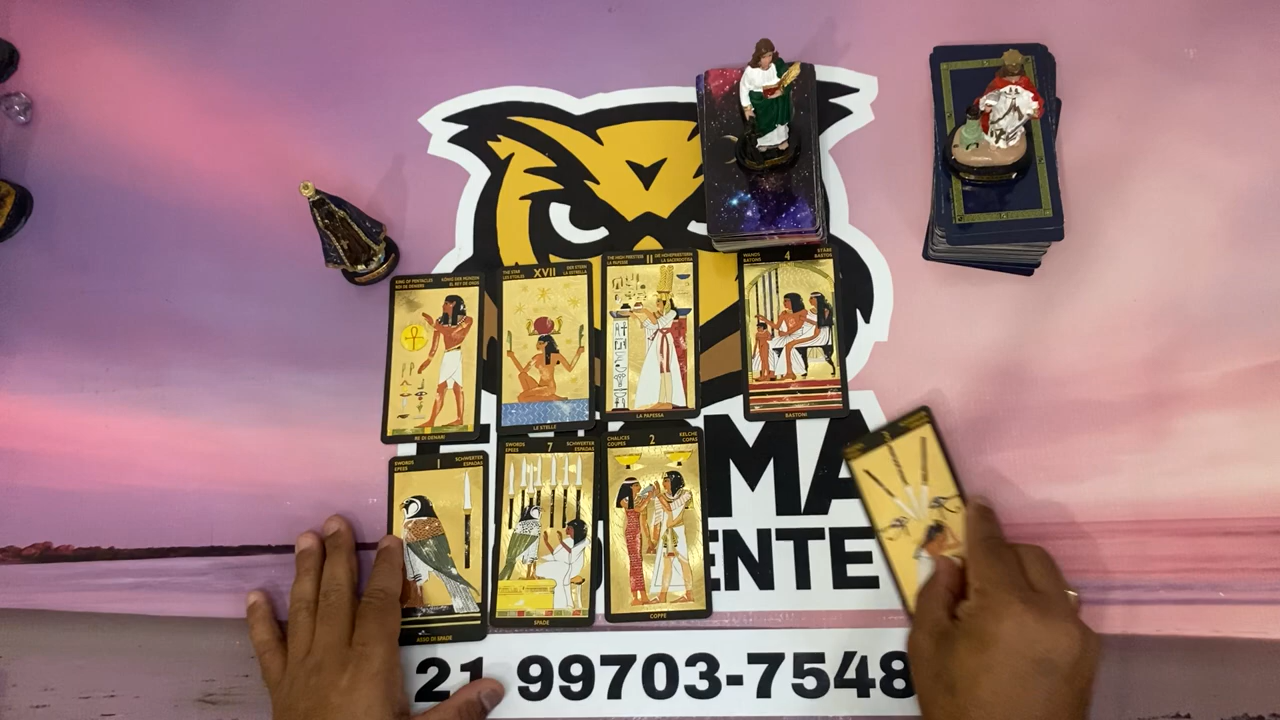 KING OF PENTACLES
ROI DE DENIERS
KÖNIG DER MÜNZEN
EL REY DE OROS
RE DI DENARI
THE STAR
LES ETOILES
XVII
DER STERN
LA ESTRELLA
LE STELLE
THE HIGH PRIESTESS
LA PAPESSE
II
DIE HOHEPRIESTERIN
LA SACERDOTISA
LA PAPESSA
WANDS
BATONS
4
STÄBE
BASTOS
BASTONI
SWORDS
EPEES
1
SCHWERTER
ESPADAS
ASSO DI SPADE
SWORDS
EPEES
7
SCHWERTER
ESPADAS
SPADE
CHALICES
COUPES
2
KELCHE
COPAS
COPPE
MA
ENTE
21 99703-7548